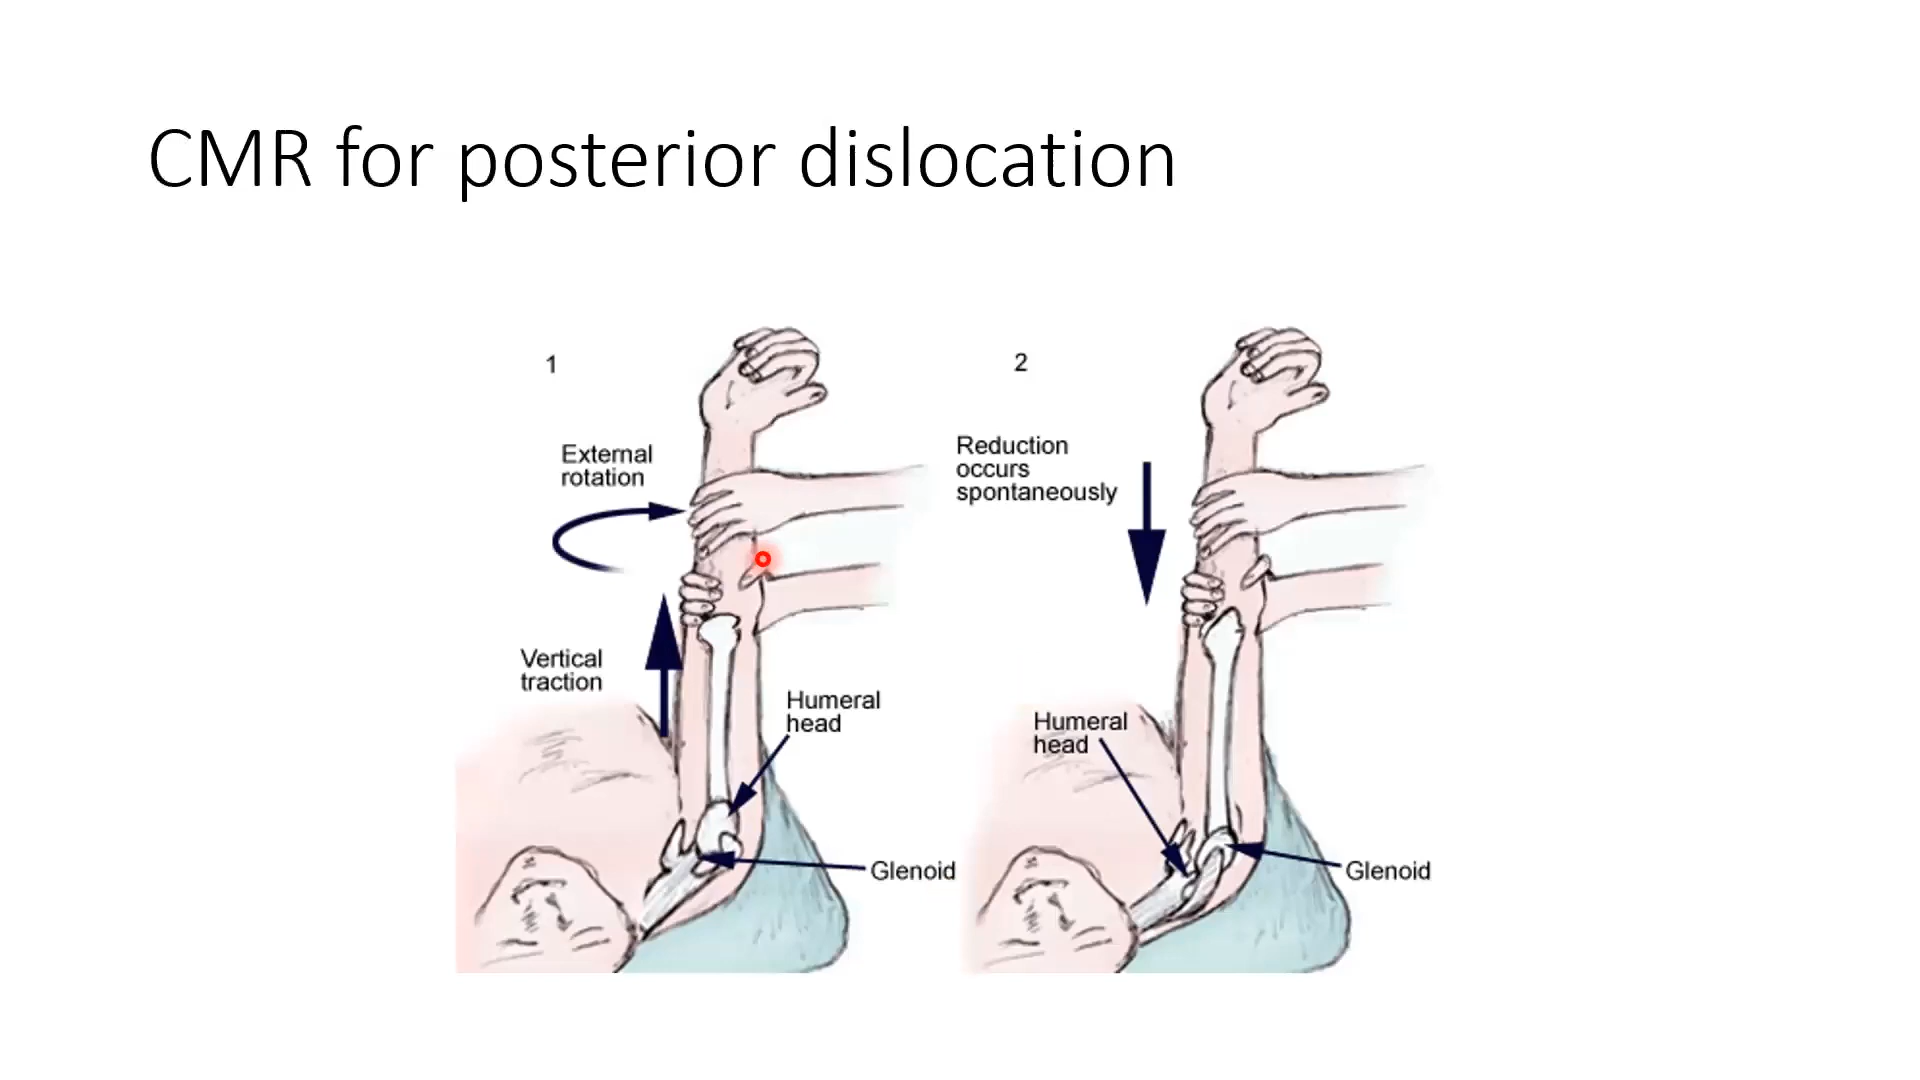 CMR for posterior dislocation
1
External
rotation
Vertical
traction
Humeral
head
Glenoid
2
Reduction
occurs
spontaneously
Humeral
head
Glenoid